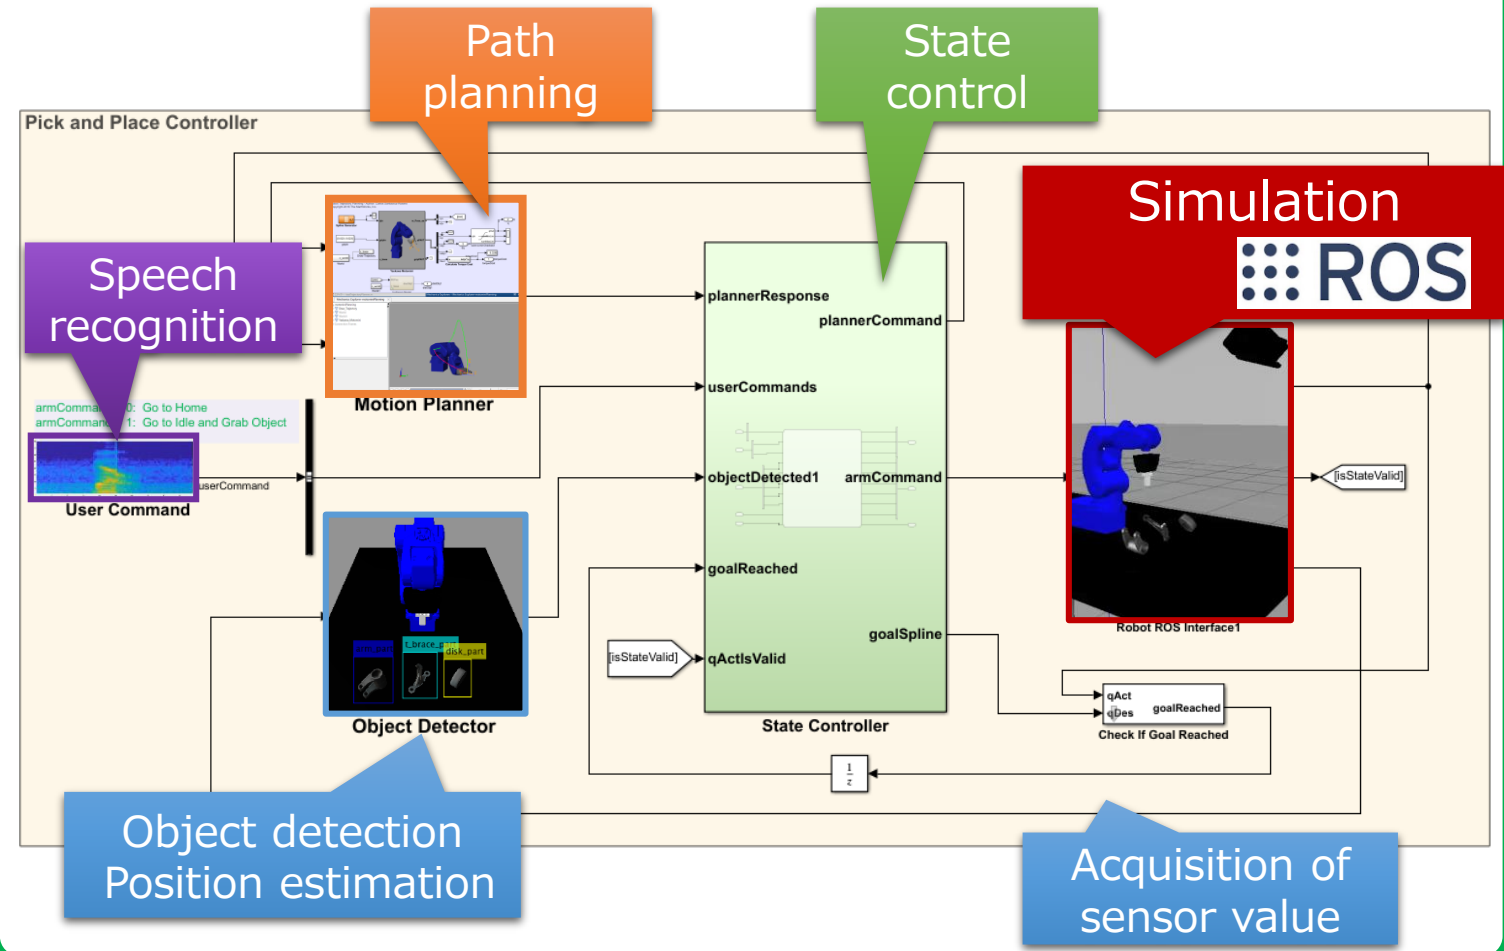 Path
planning
State
control
Pick and Place Controller
Simulation
ROS
Speech
recognition
plannerResponse
plannerCommand
userCommands
Motion Planner
armComman 0: Go to Home
armComman 1: Go to Idle and Grab Object
userCommand
User Command
objectDetected1
armCommand
[isStateValid]
goalReached
t_brace_pa
disk_part
goalSpline
Robot ROS Interface1
[isStateValid]
qActIsValid
qAct
qDes
goalReached
Check If Goal Reached
Object Detector
State Controller
1
z
Object detection
Position estimation
Acquisition of
sensor value